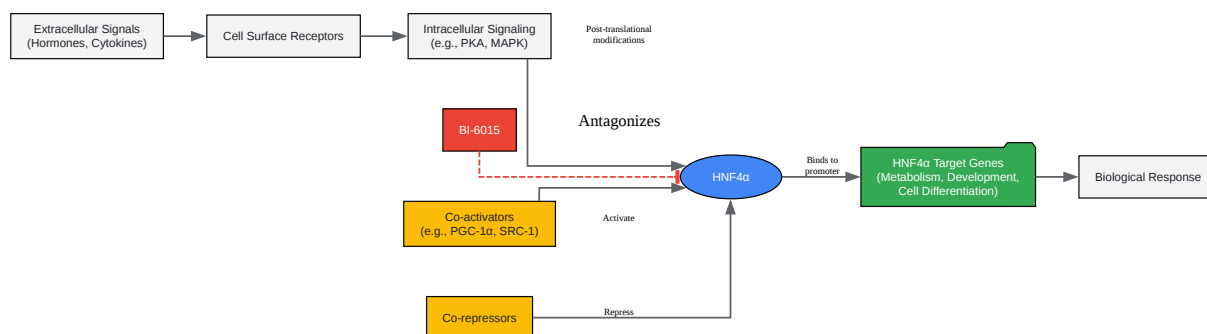 Extracellular Signals
(Hormones, Cytokines)
Cell Surface Receptors
Intracellular Signaling
(e.g., PKA, MAPK)
Post-translational
modifications
BI-6015
Antagonizes
HNF4α
Binds to
promoter
HNF4α Target Genes
(Metabolism, Development,
Cell Differentiation)
Biological Response
Co-activators
(e.g., PGC-1α, SRC-1)
Activate
Co-repressors
Repress